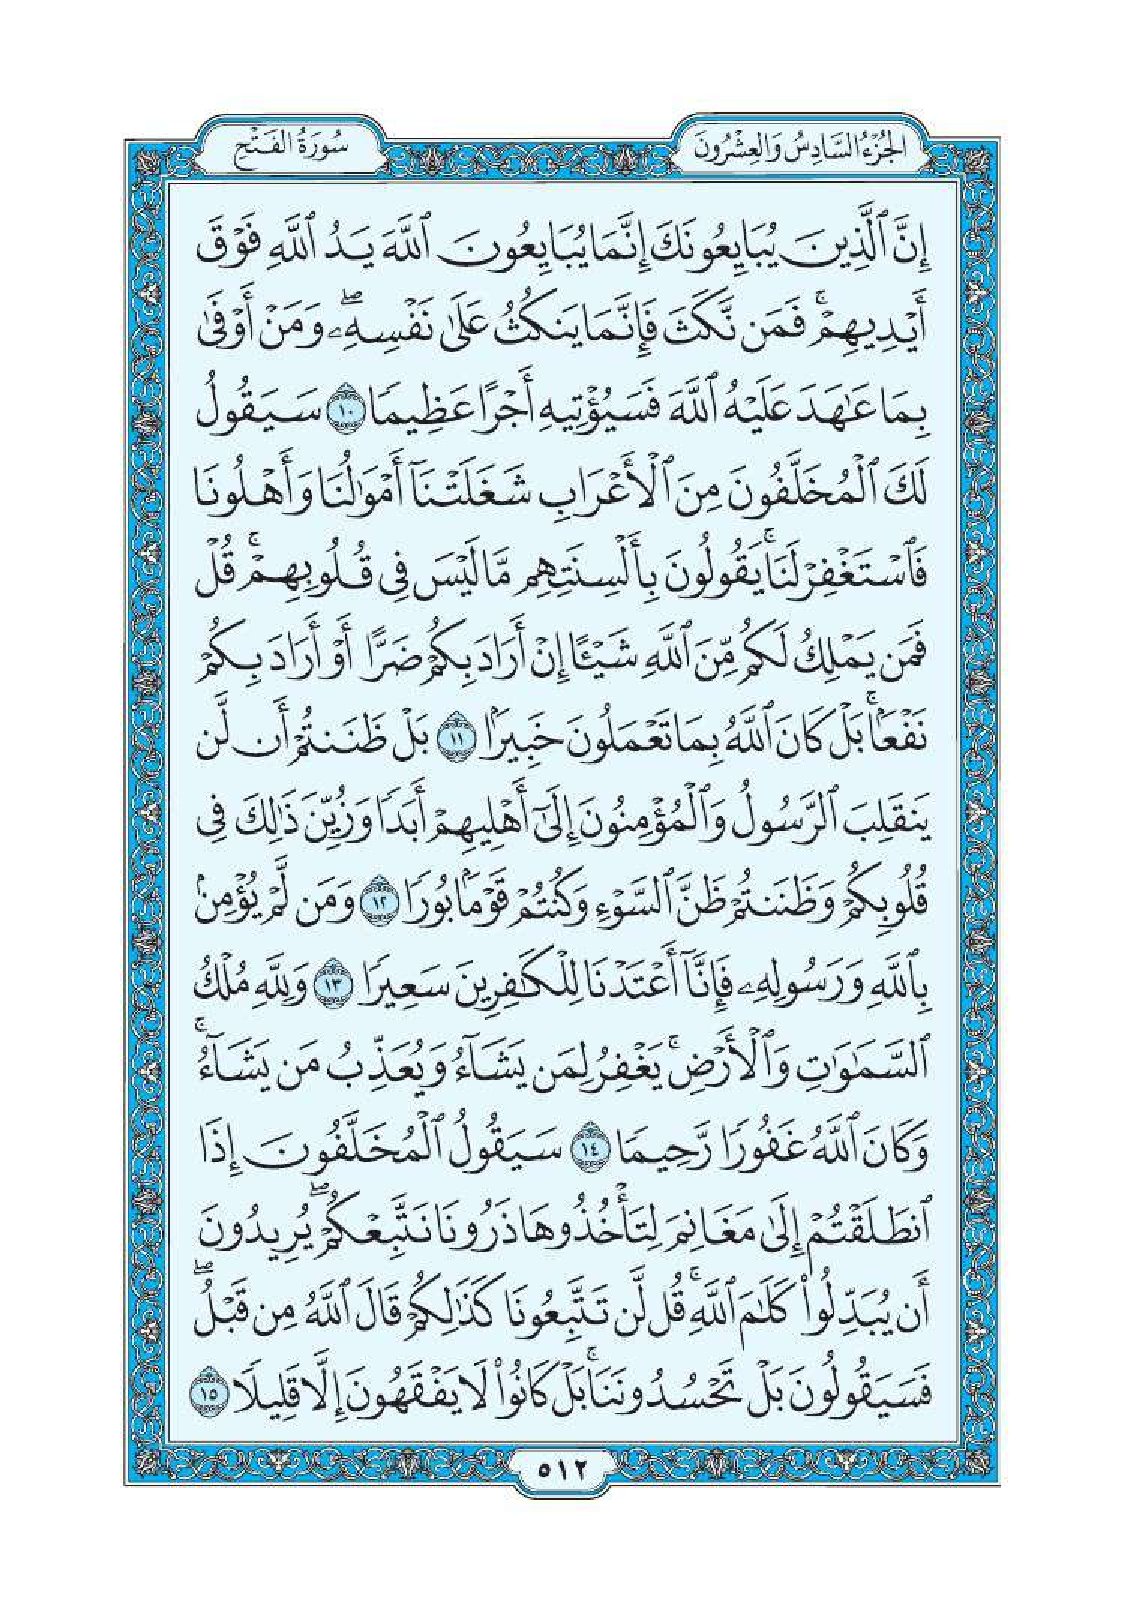 الجُزْءُ السَّادِسُ وَالعِشْرُونَ
سُورَةُ الفَتْحِ
إِنَّ ٱلَّذِينَ يُبَايِعُونَكَ إِنَّمَا يُبَايِعُونَ ٱللَّهَ يَدُ ٱللَّهِ فَوْقَ
أَيْدِيهِمْۚ فَمَن نَّكَثَ فَإِنَّمَا يَنكُثُ عَلَىٰ نَفْسِهِۦۖ وَمَنْ أَوْفَىٰ
بِمَا عَٰهَدَ عَلَيْهُ ٱللَّهَ فَسَيُؤْتِيهِ أَجْرًا عَظِيمًا ١٠ سَيَقُولُ
لَكَ ٱلْمُخَلَّفُونَ مِنَ ٱلْأَعْرَابِ شَغَلَتْنَآ أَمْوَٰلُنَا وَأَهْلُونَا
فَٱسْتَغْفِرْ لَنَاۚ يَقُولُونَ بِأَلْسِنَتِهِم مَّا لَيْسَ فِى قُلُوبِهِمْۚ قُلْ
فَمَن يَمْلِكُ لَكُم مِّنَ ٱللَّهِ شَيْـًٔا إِنْ أَرَادَ بِكُمْ ضَرًّا أَوْ أَرَادَ بِكُمْ
نَفْعًۢاۚ بَلْ كَانَ ٱللَّهُ بِمَا تَعْمَلُونَ خَبِيرًۢا ١١ بَلْ ظَنَنتُمْ أَن لَّن
يَنقَلِبَ ٱلرَّسُولُ وَٱلْمُؤْمِنُونَ إِلَىٰٓ أَهْلِيهِمْ أَبَدًا وَزُيِّنَ ذَٰلِكَ فِى
قُلُوبِكُمْ وَظَنَنتُمْ ظَنَّ ٱلسَّوْءِ وَكُنتُمْ قَوْمًۢا بُورًا ١٢ وَمَن لَّمْ يُؤْمِنۢ
بِٱللَّهِ وَرَسُولِهِۦ فَإِنَّآ أَعْتَدْنَا لِلْكَٰفِرِينَ سَعِيرًا ١٣ وَلِلَّهِ مُلْكُ
ٱلسَّمَٰوَٰتِ وَٱلْأَرْضِۚ يَغْفِرُ لِمَن يَشَآءُ وَيُعَذِّبُ مَن يَشَآءُۚ
وَكَانَ ٱللَّهُ غَفُورًا رَّحِيمًا ١٤ سَيَقُولُ ٱلْمُخَلَّفُونَ إِذَا
ٱنطَلَقْتُمْ إِلَىٰ مَغَانِمَ لِتَأْخُذُوهَا ذَرُونَا نَتَّبِعْكُمْۖ يُرِيدُونَ
أَن يُبَدِّلُوا۟ كَلَٰمَ ٱللَّهِۚ قُل لَّن تَتَّبِعُونَا كَذَٰلِكُمْ قَالَ ٱللَّهُ مِن قَبْلُۖ
فَسَيَقُولُونَ بَلْ تَحْسُدُونَنَاۚ بَلْ كَانُوا۟ لَا يَفْقَهُونَ إِلَّا قَلِيلًا ١٥
٥١٢